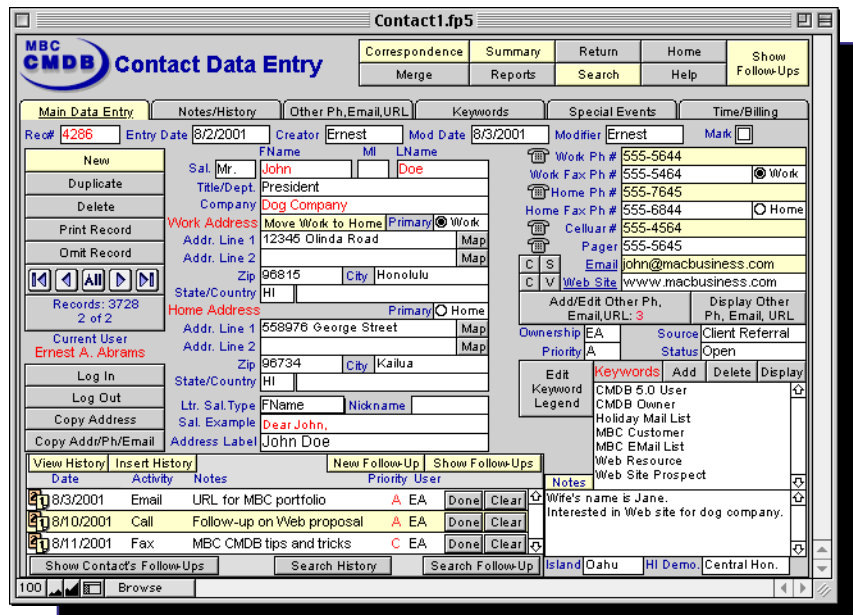 Contact1.fp5
MBC
CMDB Contact Data Entry
Correspondence Summary Return Home Show Follow-Ups
Merge Reports Search Help
Main Data Entry Notes/History Other Ph,Email,URL Keywords Special Events Time/Billing
Rec# 4286 Entry Date 8/2/2001 Creator Ernest Mod Date 8/3/2001 Modifier Ernest Mark
New
Duplicate
Delete
Print Record
Omit Record
All
Records: 3728
2 of 2
Current User
Ernest A. Abrams
Log In
Log Out
Copy Address
Copy Addr/Ph/Email
FName MI LName
Sal. Mr. John Doe
Title/Dept. President
Company Dog Company
Work Address Move Work to Home Primary Work
Addr. Line 1 12345 Olinda Road Map
Addr. Line 2 Map
Zip 96815 City Honolulu
State/Country HI
Home Address Primary Home
Addr. Line 1 558976 George Street Map
Addr. Line 2 Map
Zip 96734 City Kailua
State/Country HI
Ltr. Sal.Type FName Nickname
Sal. Example Dear John,
Address Label John Doe
Work Ph # 555-5644
Work Fax Ph # 555-5464 Work
Home Ph # 555-7645
Home Fax Ph # 555-6844 Home
Celluar # 555-4564
Pager 555-5645
C S Email john@macbusiness.com
C V Web Site www.macbusiness.com
Add/Edit Other Ph, Email,URL: 3 Display Other Ph, Email, URL
Ownership EA Source Client Referral
Priority A Status Open
Edit Keyword Legend Keywords Add Delete Display
CMDB 5.0 User
CMDB Owner
Holiday Mail List
MBC Customer
MBC EMail List
Web Resource
Web Site Prospect
View History Insert History New Follow-Up Show Follow-Ups
Date Activity Notes Priority User
8/3/2001 Email URL for MBC portfolio A EA Done Clear
8/10/2001 Call Follow-up on Web proposal A EA Done Clear
8/11/2001 Fax MBC CMDB tips and tricks C EA Done Clear
Show Contact's Follow-Ups Search History Search Follow-Up
Notes
Wife's name is Jane.
Interested in Web site for dog company.
Island Oahu HI Demo. Central Hon.
100 Browse